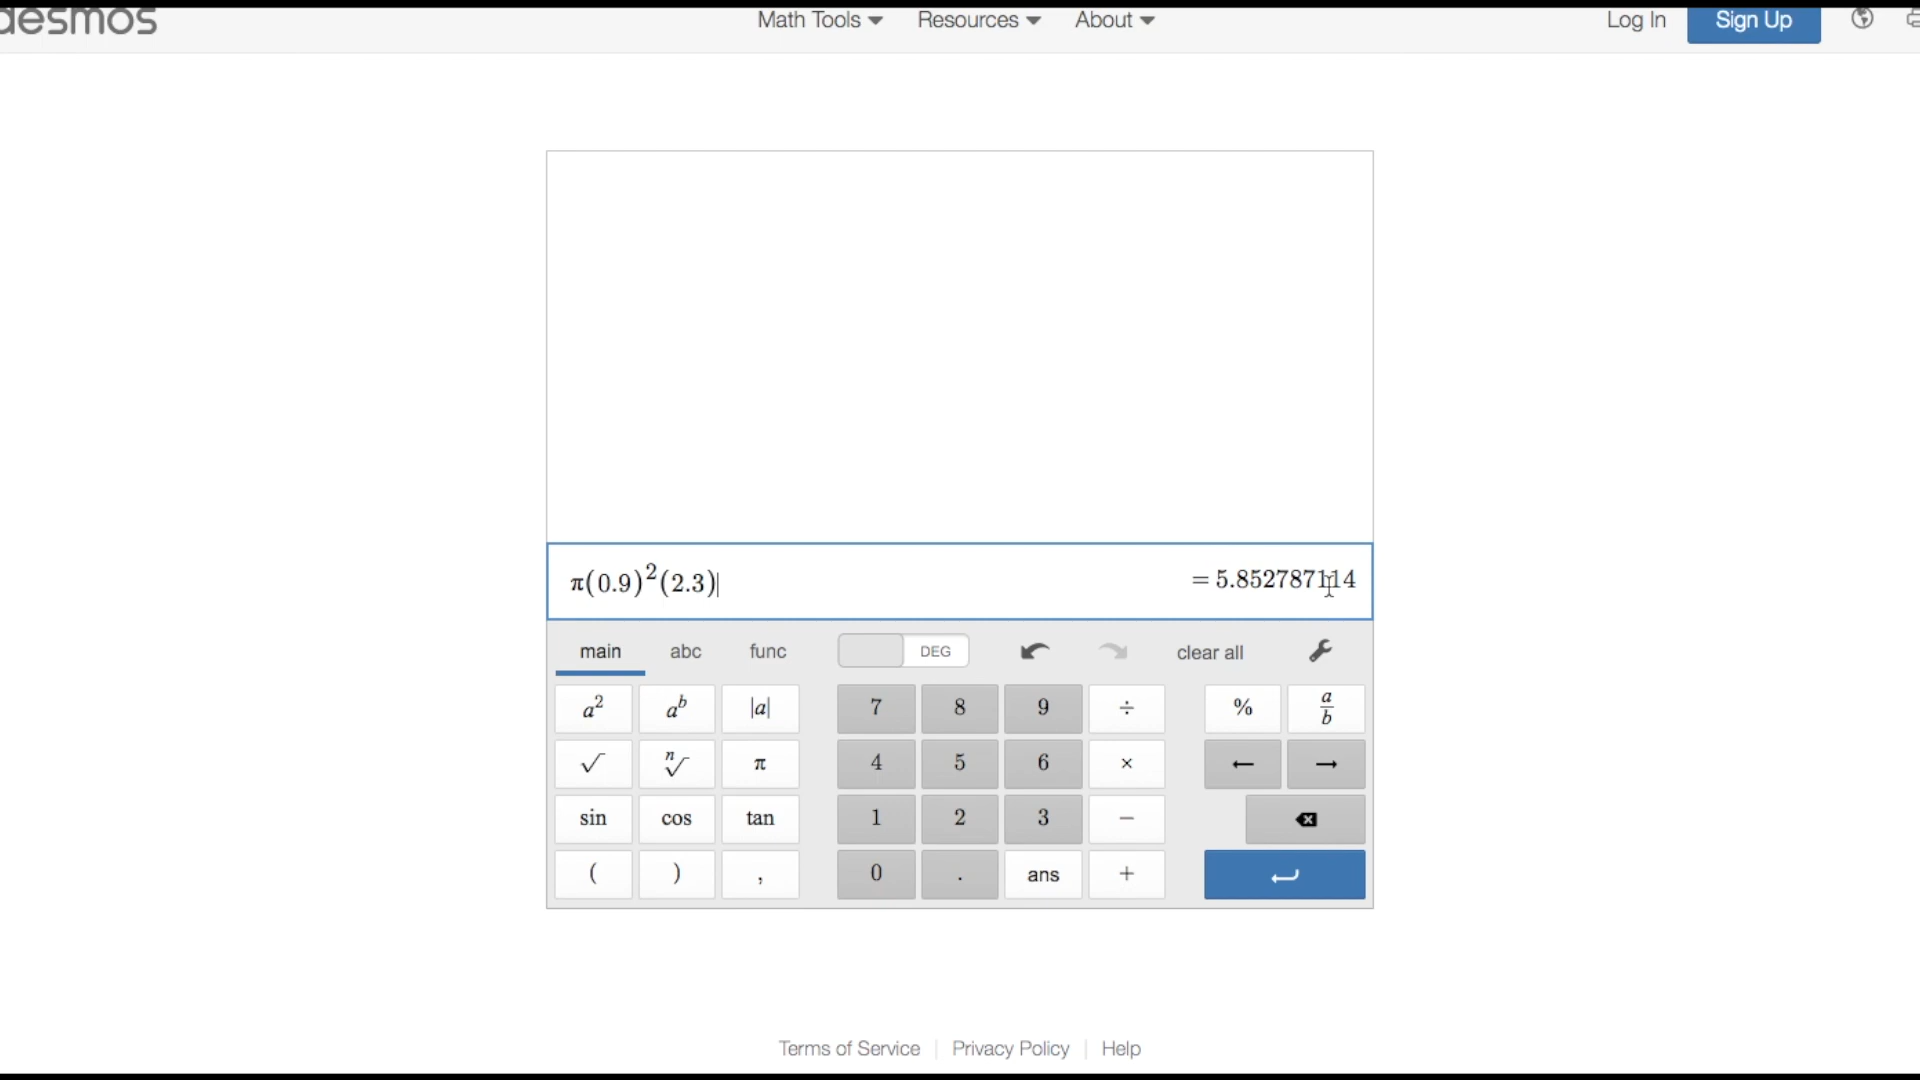 desmos
Math Tools Resources About Log In Sign Up
π(0.9)²(2.3) = 5.852787114
main abc func DEG clear all
a² aᵇ |a| 7 8 9 ÷ % a/b
√ ⁿ√ π 4 5 6 × ← →
sin cos tan 1 2 3 −
( ) , 0 . ans +
Terms of Service Privacy Policy Help